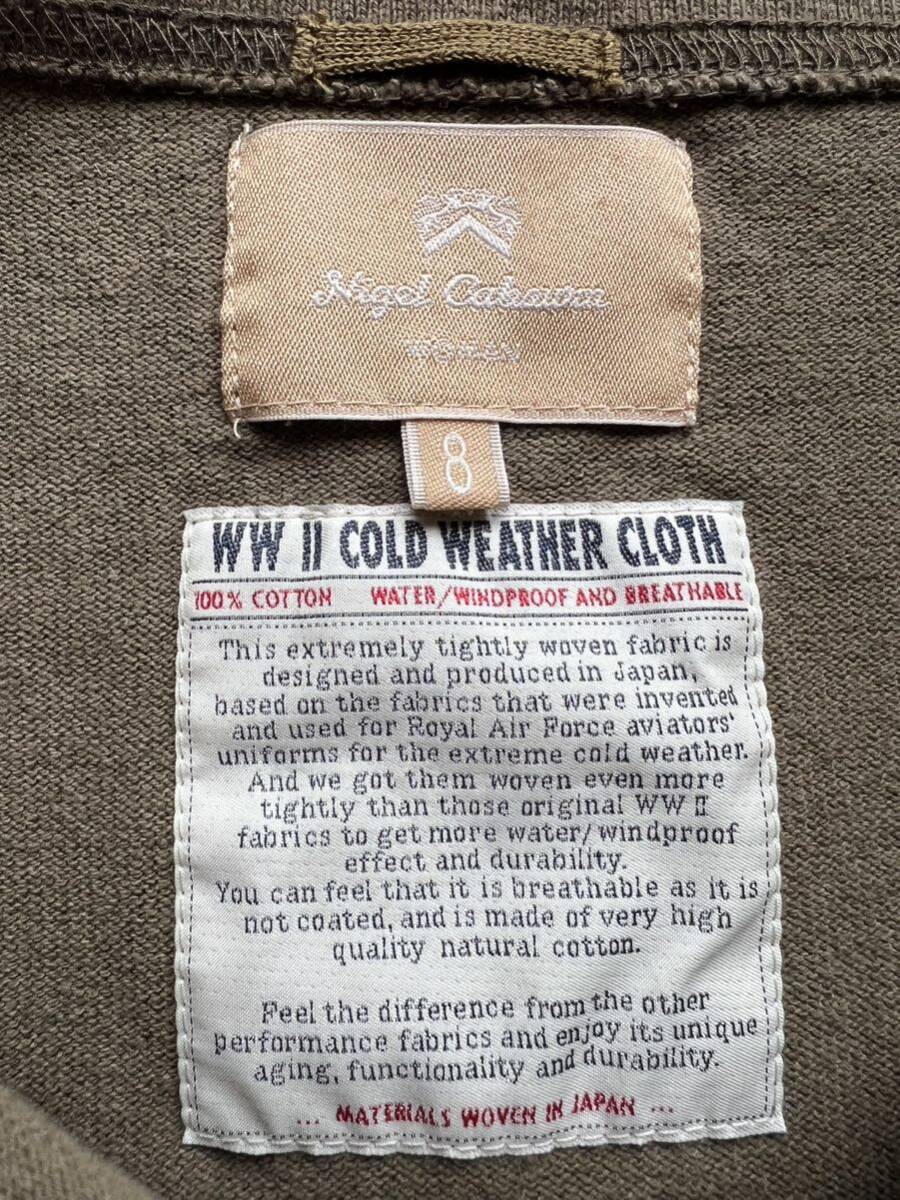 Nigel Cabourn
WOMAN
8
WW II COLD WEATHER CLOTH
100% COTTON WATER/WINDPROOF AND BREATHABLE
This extremely tightly woven fabric is
designed and produced in Japan,
based on the fabrics that were invented
and used for Royal Air Force aviators'
uniforms for the extreme cold weather.
And we got them woven even more
tightly than those original WW II
fabrics to get more water/windproof
effect and durability.
You can feel that it is breathable as it is
not coated, and is made of very high
quality natural cotton.
Feel the difference from the other
performance fabrics and enjoy its unique
aging, functionality and durability.
... MATERIALS WOVEN IN JAPAN ...